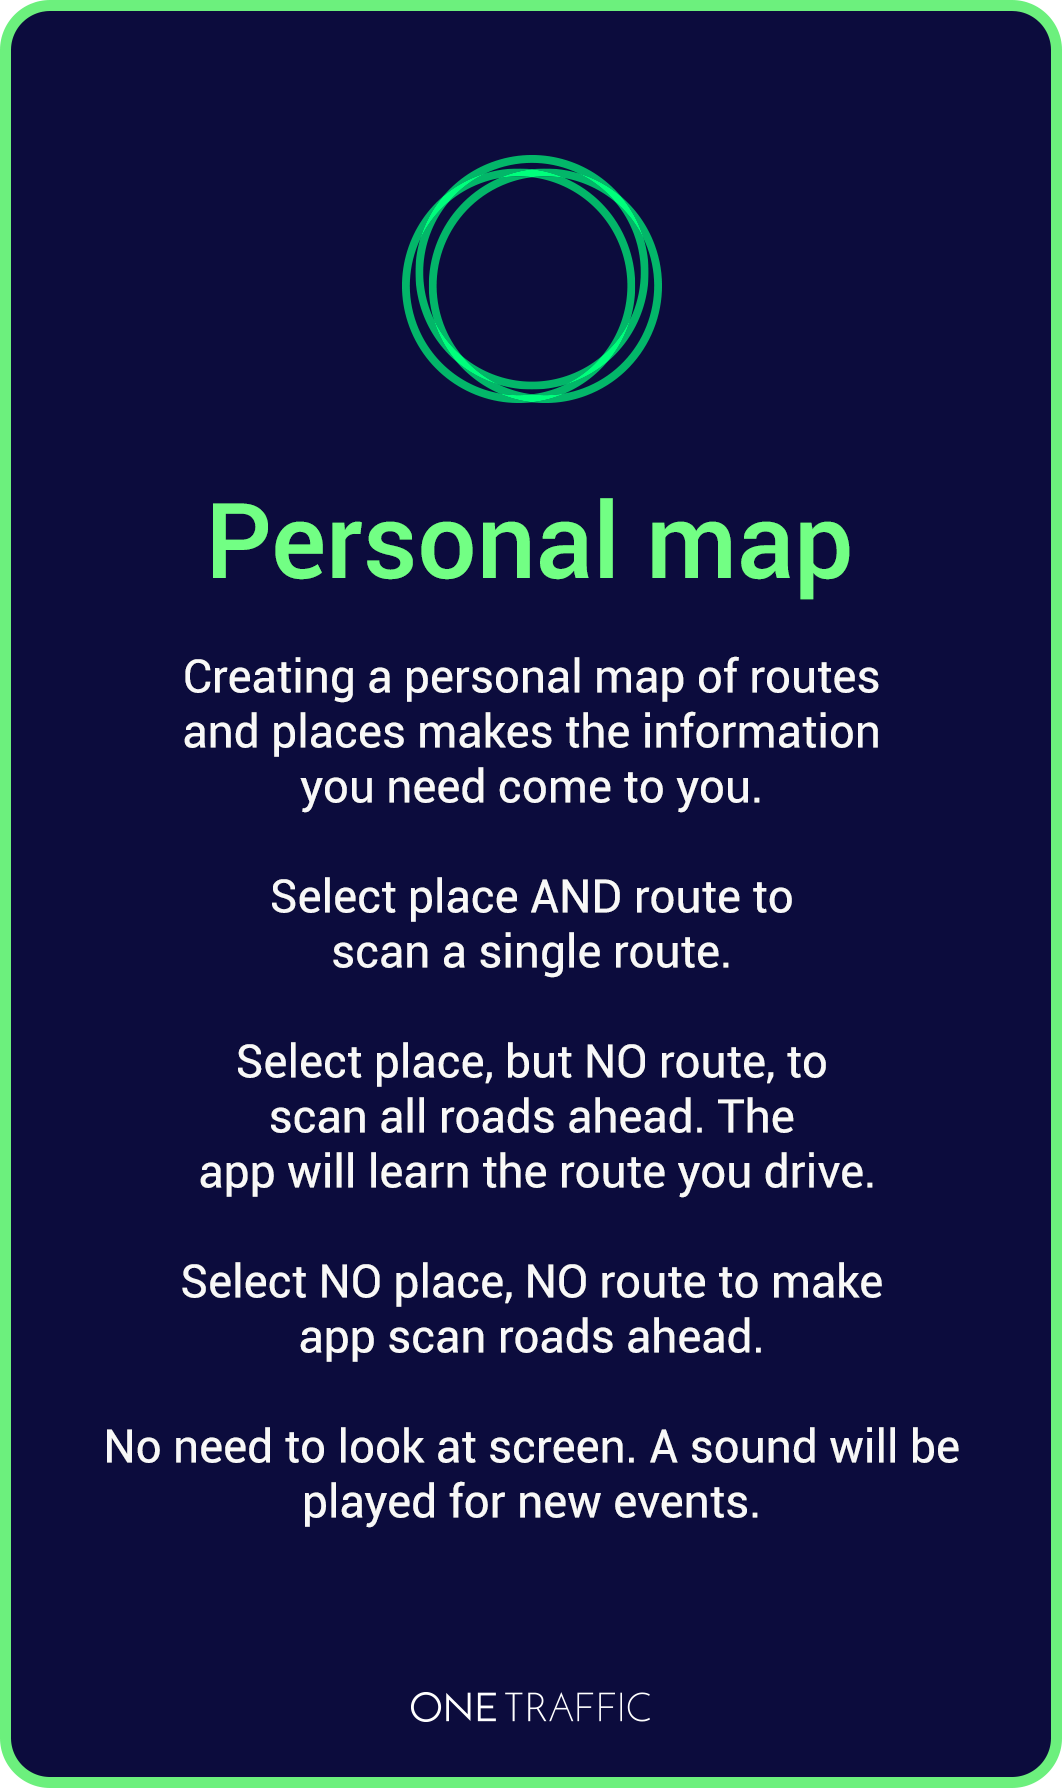 Personal map
Creating a personal map of routes
and places makes the information
you need come to you.
Select place AND route to
scan a single route.
Select place, but NO route, to
scan all roads ahead. The
app will learn the route you drive.
Select NO place, NO route to make
app scan roads ahead.
No need to look at screen. A sound will be
played for new events.
ONE TRAFFIC